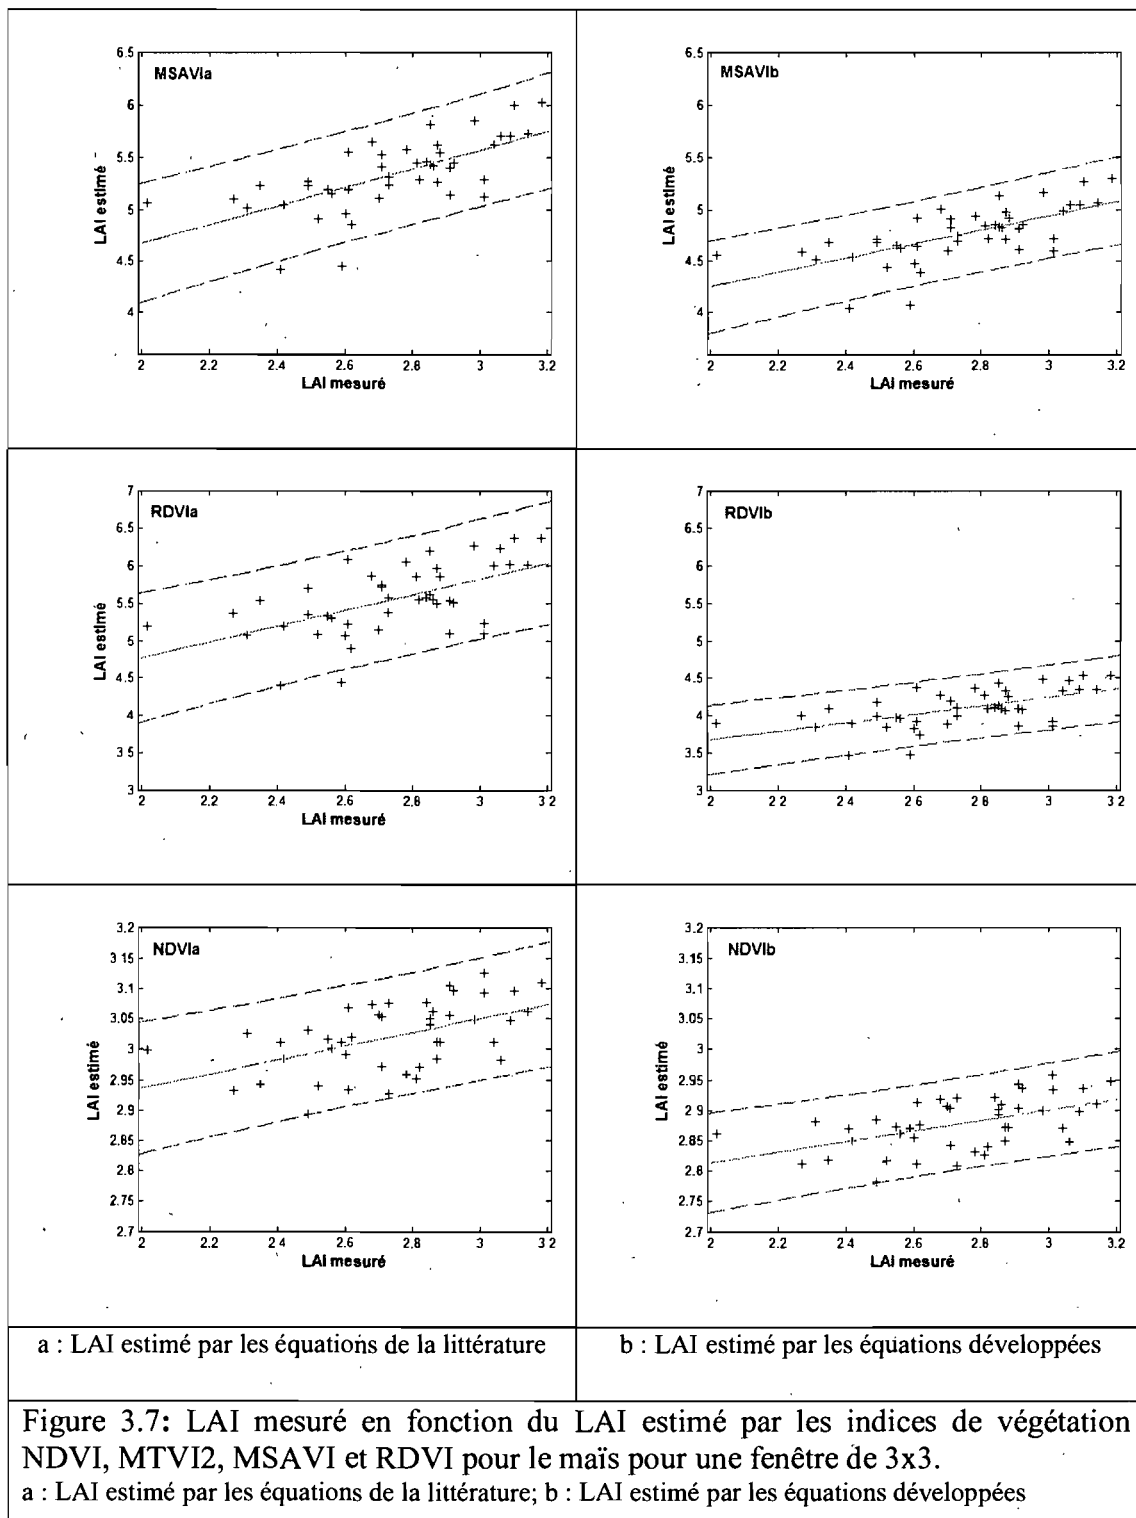 MSAVIa
6.5
6
5.5
5
4.5
4
LAI estimé
2 2.2 2.4 2.6 2.8 3 3.2
LAI mesuré
MSAVIb
6.5
6
5.5
5
4.5
4
LAI estimé
2 2.2 2.4 2.6 2.8 3 3.2
LAI mesuré
RDVIa
7
6.5
6
5.5
5
4.5
4
3.5
3
LAI estimé
2 2.2 2.4 2.6 2.8 3 3 2
LAI mesuré
RDVIb
7
6.5
6
5.5
5
4.5
4
3.5
3
LAI estimé
2 2.2 2.4 2.6 2 8 3 3 2
LAI mesuré
NDVIa
3.2
3.15
3.1
3.05
3
2.95
2.9
2.85
2.8
2.75
2.7
LAI estimé
2 2.2 2 4 2.6 2.8 3 3 2
LAI mesuré
NDVIb
3.2
3.15
3.1
3.05
3
2.95
2.9
2.85
2.8
2.75
2.7
LAI estimé
2 2.2 2.4 2.6 2.8 3 3.2
LAI mesuré
a : LAI estimé par les équations de la littérature
b : LAI estimé par les équations développées
Figure 3.7: LAI mesuré en fonction du LAI estimé par les indices de végétation
NDVI, MTVI2, MSAVI et RDVI pour le maïs pour une fenêtre de 3x3.
a : LAI estimé par les équations de la littérature; b : LAI estimé par les équations développées